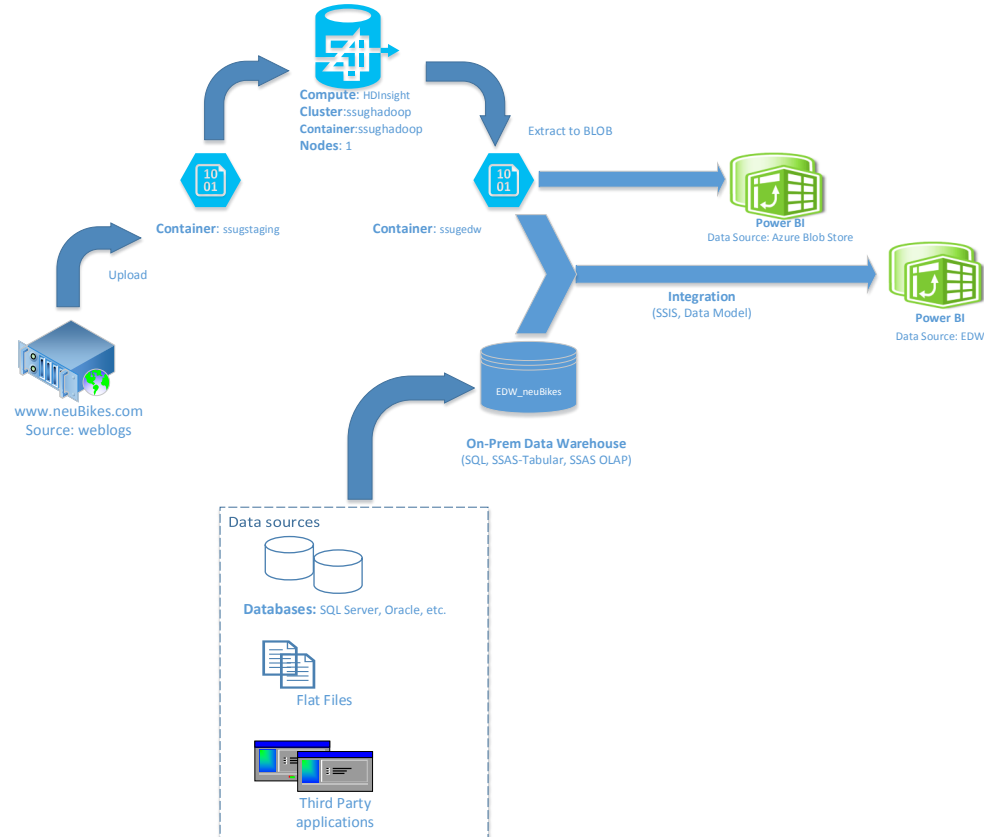 Compute: HDInsight
Cluster:ssughadoop
Container:ssughadoop
Nodes: 1
Extract to BLOB
10
01
10
01
Container: ssugstaging
Container: ssugedw
Power BI
Data Source: Azure Blob Store
Upload
Integration
(SSIS, Data Model)
Power BI
Data Source: EDW
www.neuBikes.com
Source: weblogs
EDW_neuBikes
On-Prem Data Warehouse
(SQL, SSAS-Tabular, SSAS OLAP)
Data sources
Databases: SQL Server, Oracle, etc.
Flat Files
Third Party
applications